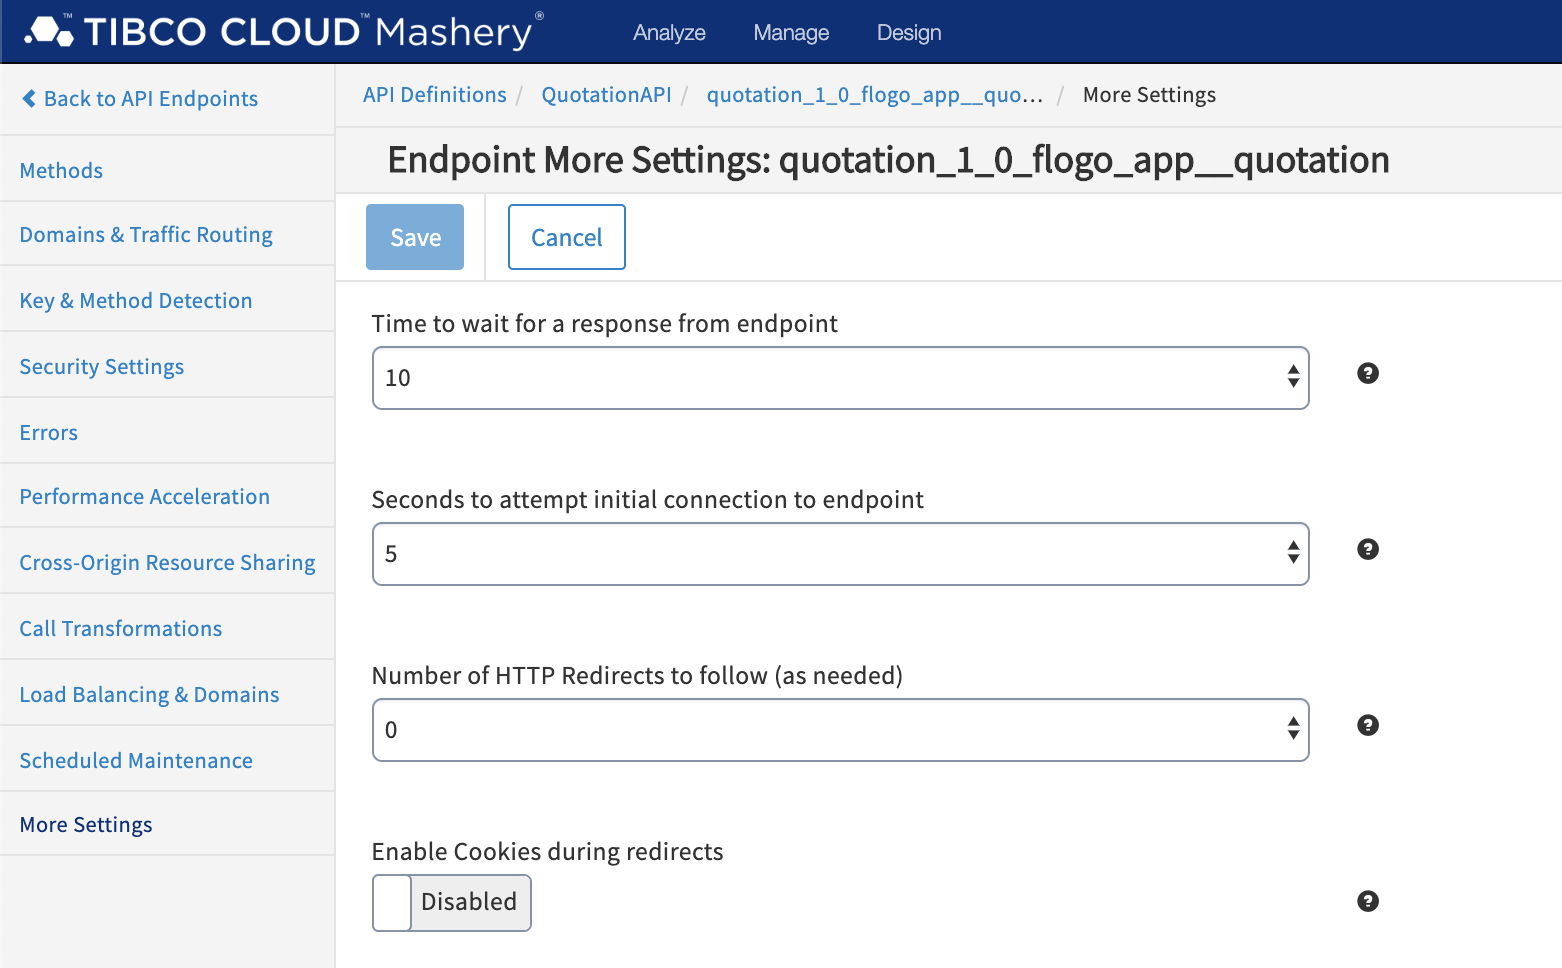 TIBCO CLOUD™ Mashery®
Analyze Manage Design
Back to API Endpoints
Methods
Domains & Traffic Routing
Key & Method Detection
Security Settings
Errors
Performance Acceleration
Cross-Origin Resource Sharing
Call Transformations
Load Balancing & Domains
Scheduled Maintenance
More Settings
API Definitions / QuotationAPI / quotation_1_0_flogo_app__quo... / More Settings
Endpoint More Settings: quotation_1_0_flogo_app__quotation
Save Cancel
Time to wait for a response from endpoint
10
Seconds to attempt initial connection to endpoint
5
Number of HTTP Redirects to follow (as needed)
0
Enable Cookies during redirects
Disabled